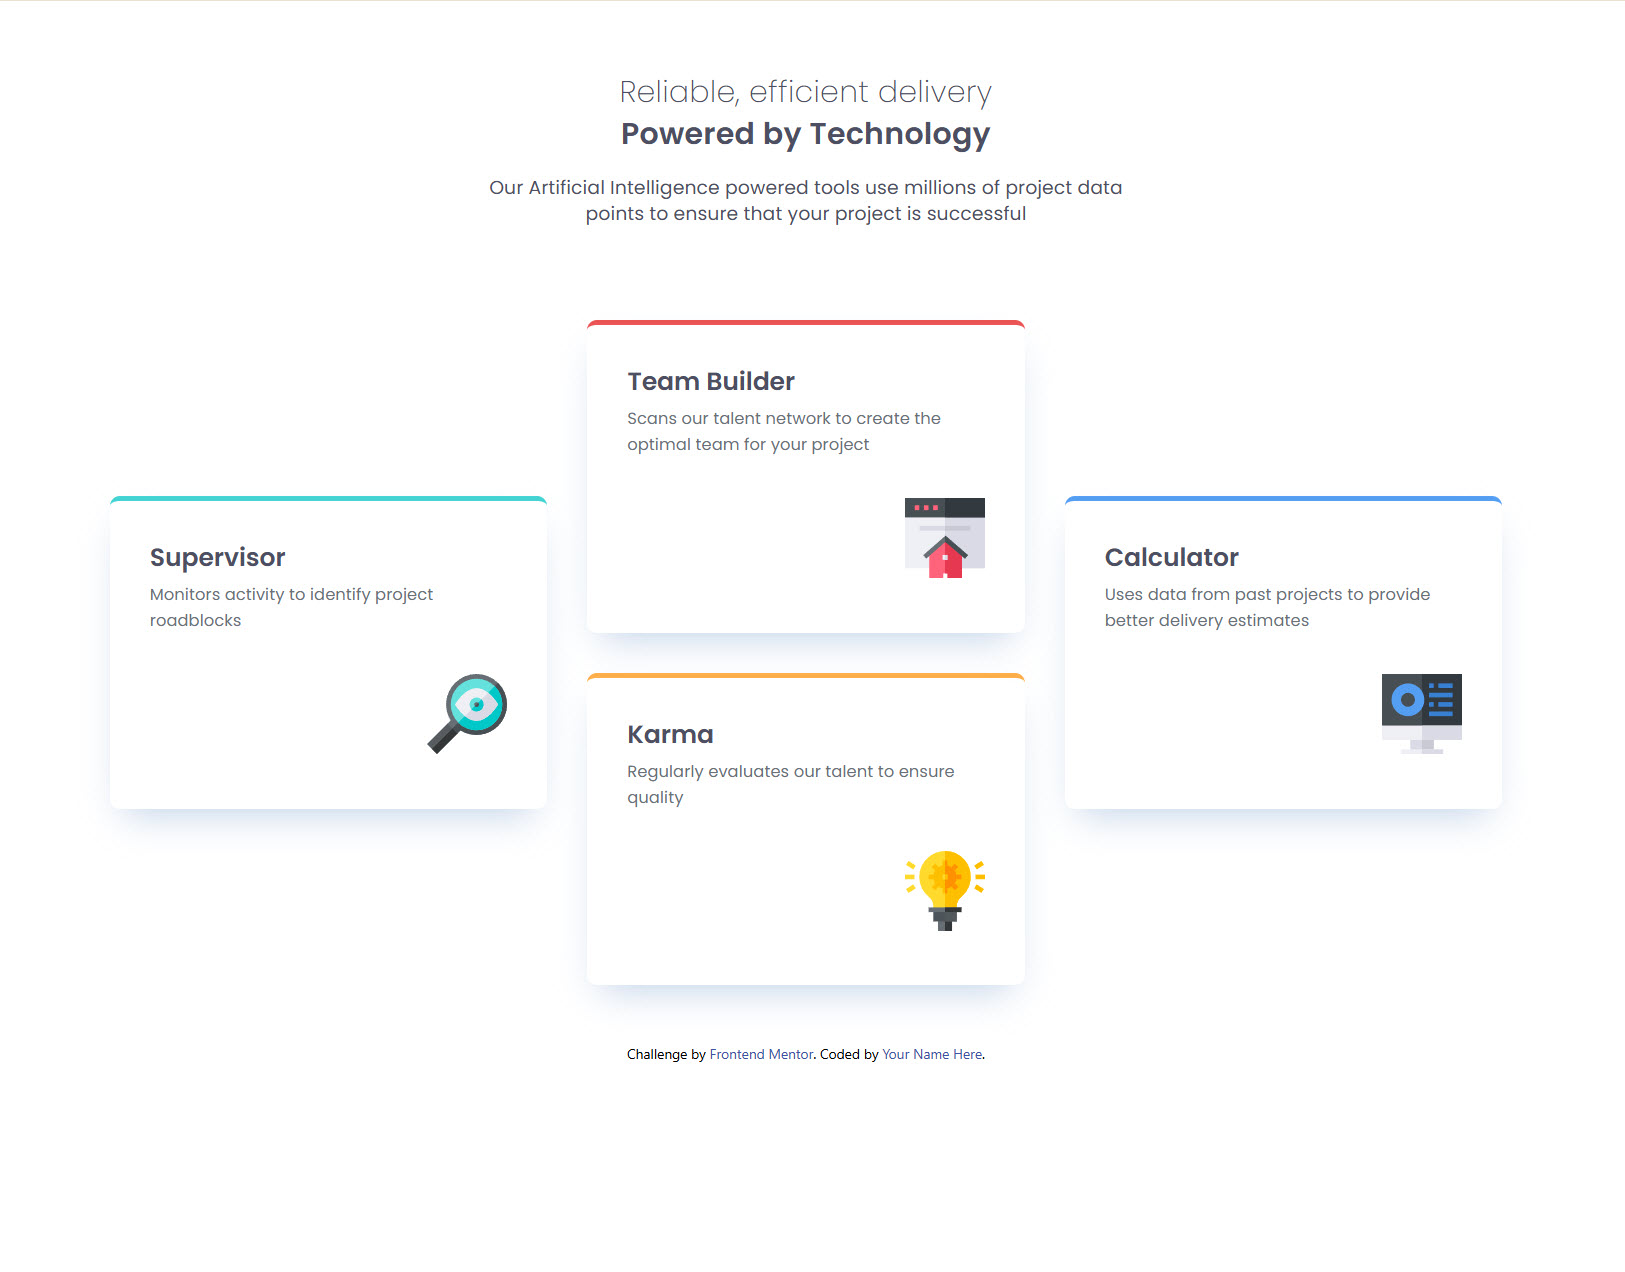 Reliable, efficient delivery
Powered by Technology
Our Artificial Intelligence powered tools use millions of project data
points to ensure that your project is successful
Team Builder
Scans our talent network to create the
optimal team for your project
Supervisor
Monitors activity to identify project
roadblocks
Calculator
Uses data from past projects to provide
better delivery estimates
Karma
Regularly evaluates our talent to ensure
quality
Challenge by Frontend Mentor. Coded by Your Name Here.